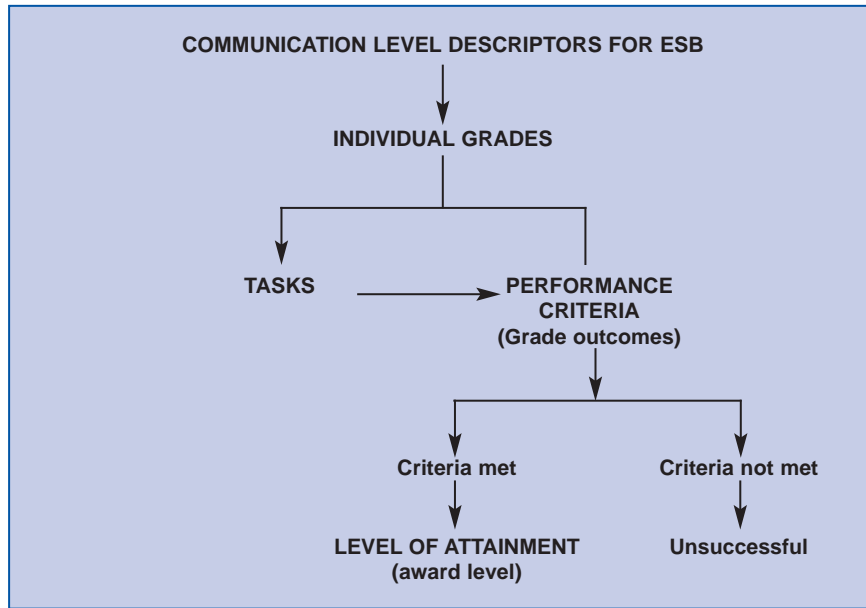 COMMUNICATION LEVEL DESCRIPTORS FOR ESB
INDIVIDUAL GRADES
TASKS
PERFORMANCE
CRITERIA
(Grade outcomes)
Criteria met
Criteria not met
LEVEL OF ATTAINMENT
(award level)
Unsuccessful